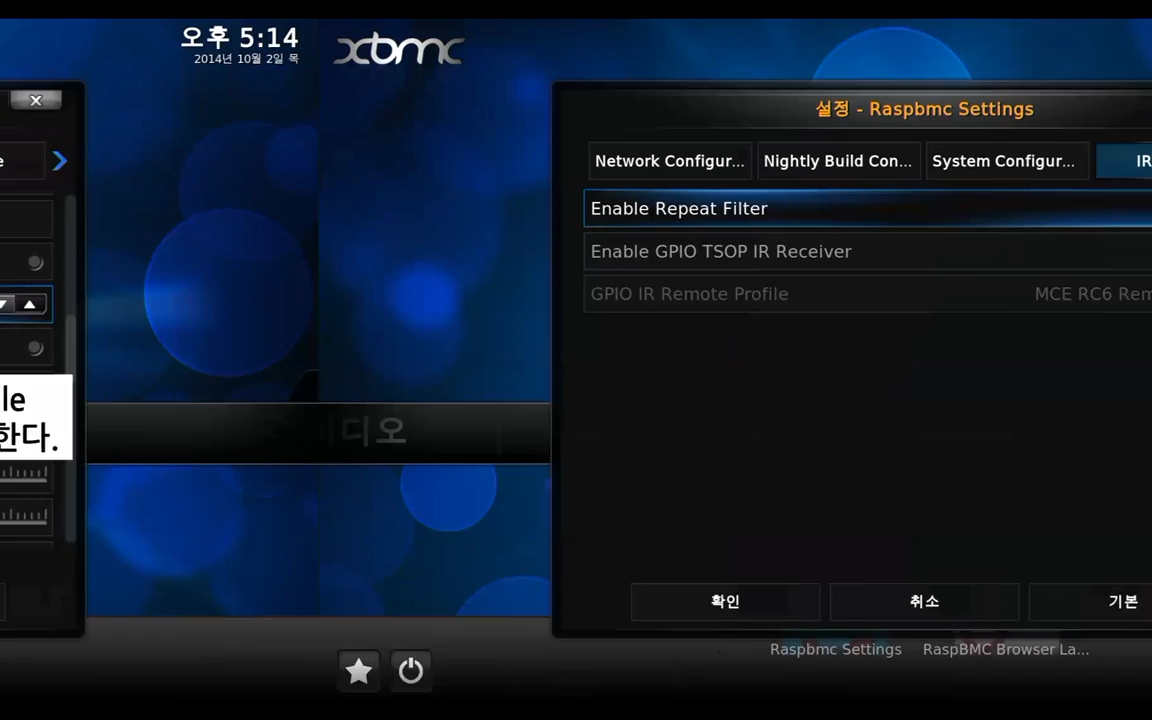 오후 5:14
2014년 10월 2일 목
xbmc
e
le
한다.
디오
설정 - Raspbmc Settings
Network Configur...
Nightly Build Con...
System Configur...
IR
Enable Repeat Filter
Enable GPIO TSOP IR Receiver
GPIO IR Remote Profile
MCE RC6 Rem
확인
취소
기본
Raspbmc Settings
RaspBMC Browser La...